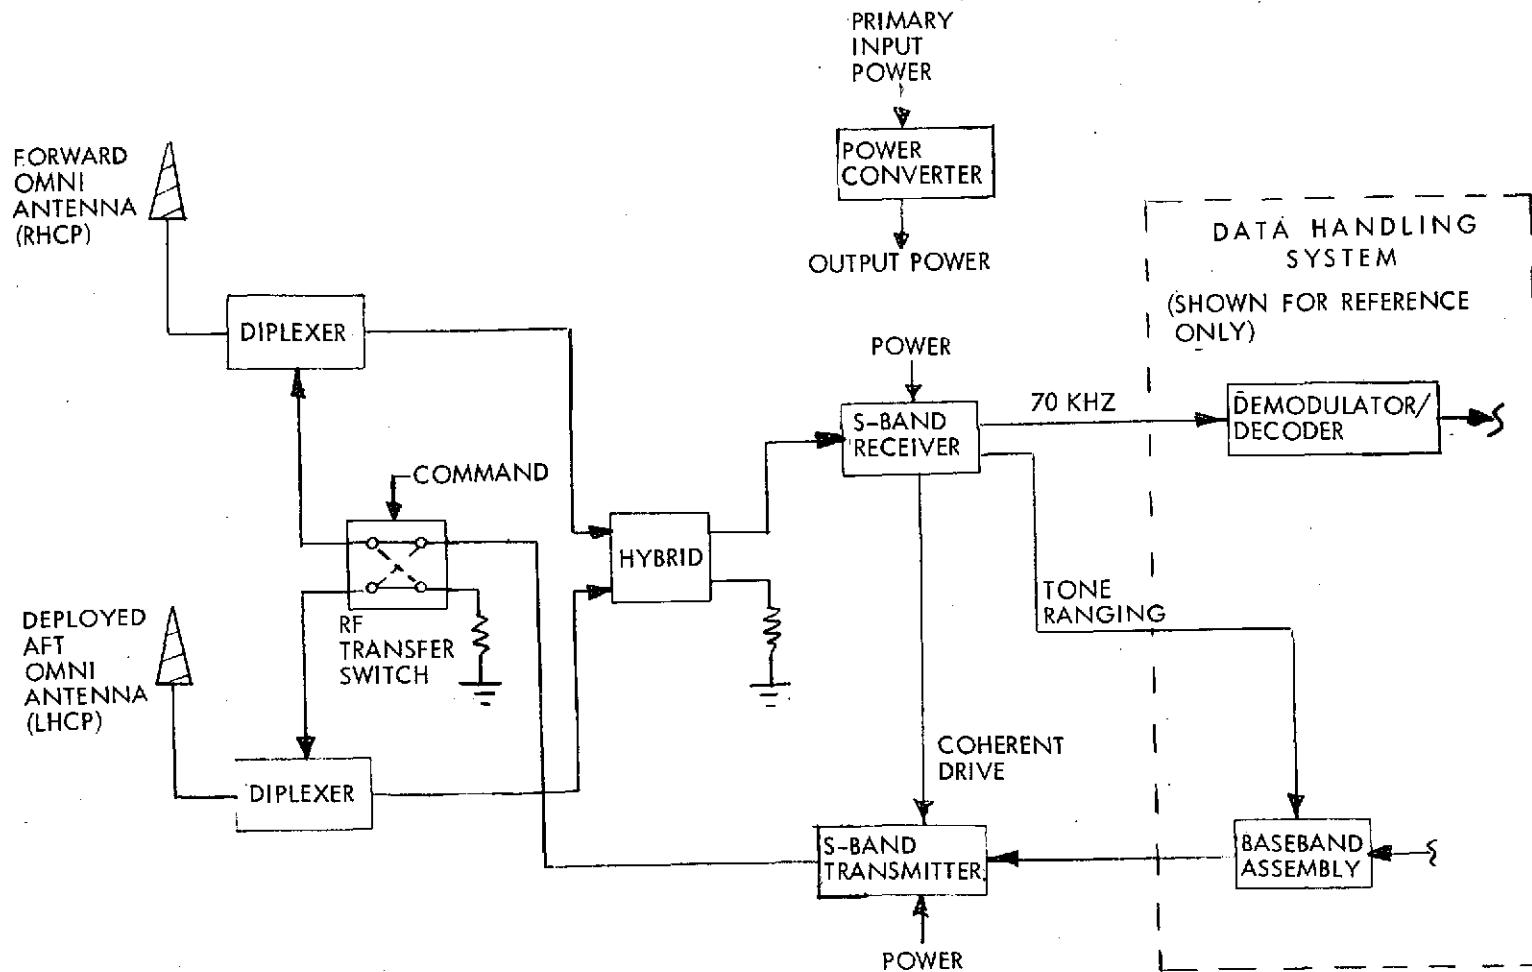 PRIMARY
INPUT
POWER
POWER
CONVERTER
OUTPUT POWER
FORWARD
OMNI
ANTENNA
(RHCP)
DIPLEXER
COMMAND
RF
TRANSFER
SWITCH
DEPLOYED
AFT
OMNI
ANTENNA
(LHCP)
DIPLEXER
HYBRID
POWER
S-BAND
RECEIVER
70 KHZ
TONE
RANGING
COHERENT
DRIVE
S-BAND
TRANSMITTER
POWER
DATA HANDLING
SYSTEM
(SHOWN FOR REFERENCE
ONLY)
DEMODULATOR/
DECODER
BASEBAND
ASSEMBLY